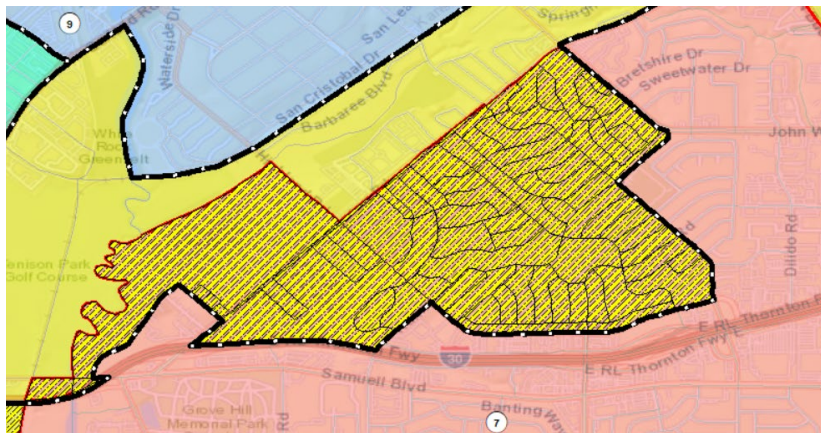 9
Waterside Dr
San Lea
San Cristobal Dr
Barbaree Blvd
Springf
Bretshire Dr
Sweetwater Dr
John W
White
Rock
Greenbelt
Tenison Park
Golf Course
Dilido Rd
E RL Thornton F
Fwy
30
E RL Thornton Fwy E
Samuell Blvd
Grove Hill
Memorial Park
Rd
Banting Way
7